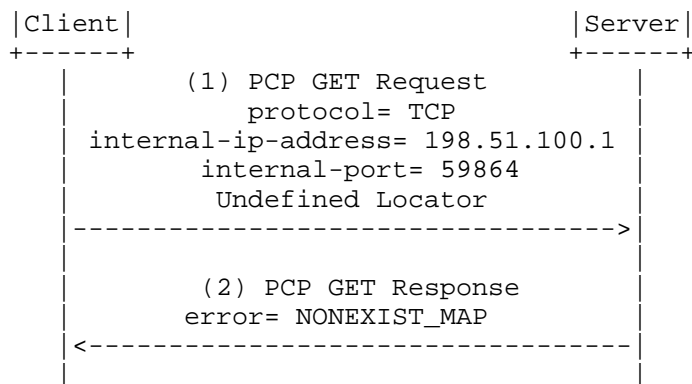 |Client| |Server|
+------+ +------+
(1) PCP GET Request
protocol= TCP
internal-ip-address= 198.51.100.1
internal-port= 59864
Undefined Locator
|---------------------------------->|
(2) PCP GET Response
error= NONEXIST_MAP
|<----------------------------------|